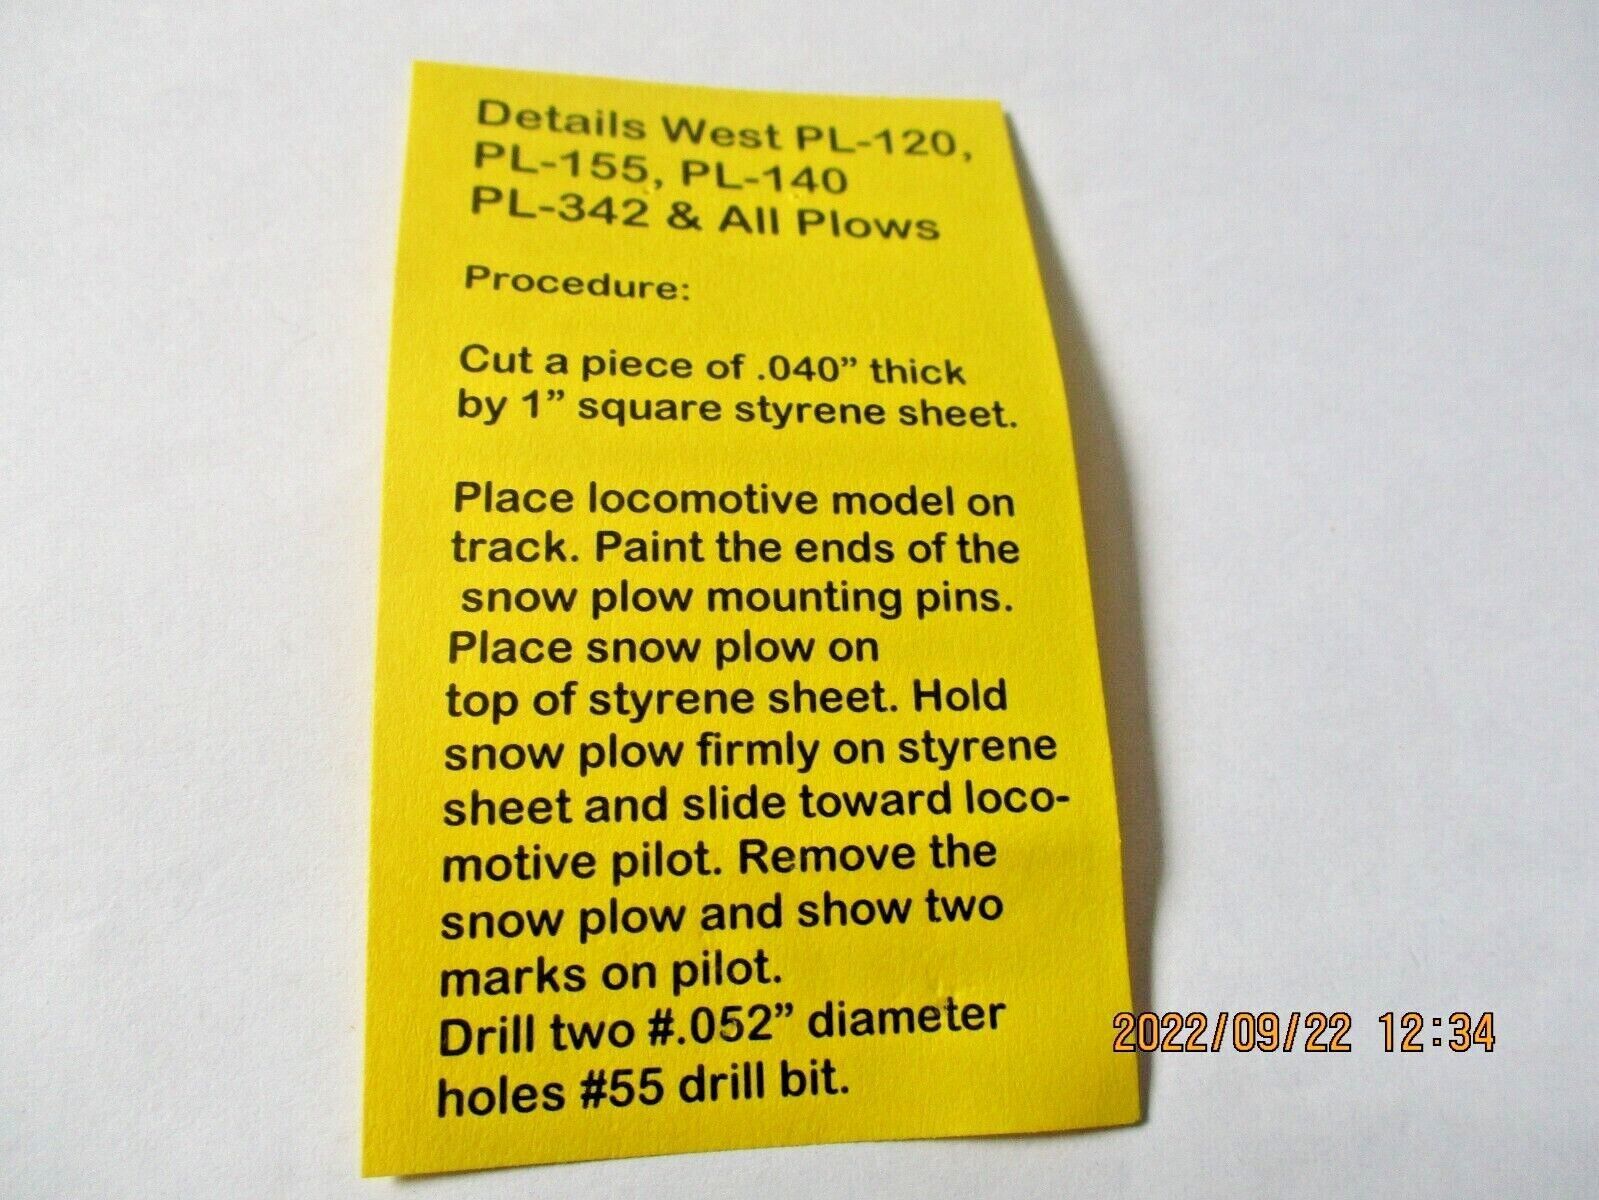 Details West PL-120,
PL-155, PL-140
PL-342 & All Plows
Procedure:
Cut a piece of .040” thick
by 1” square styrene sheet.
Place locomotive model on
track. Paint the ends of the
snow plow mounting pins.
Place snow plow on
top of styrene sheet. Hold
snow plow firmly on styrene
sheet and slide toward loco-
motive pilot. Remove the
snow plow and show two
marks on pilot.
Drill two #.052” diameter
holes #55 drill bit.
2022/09/22 12:34